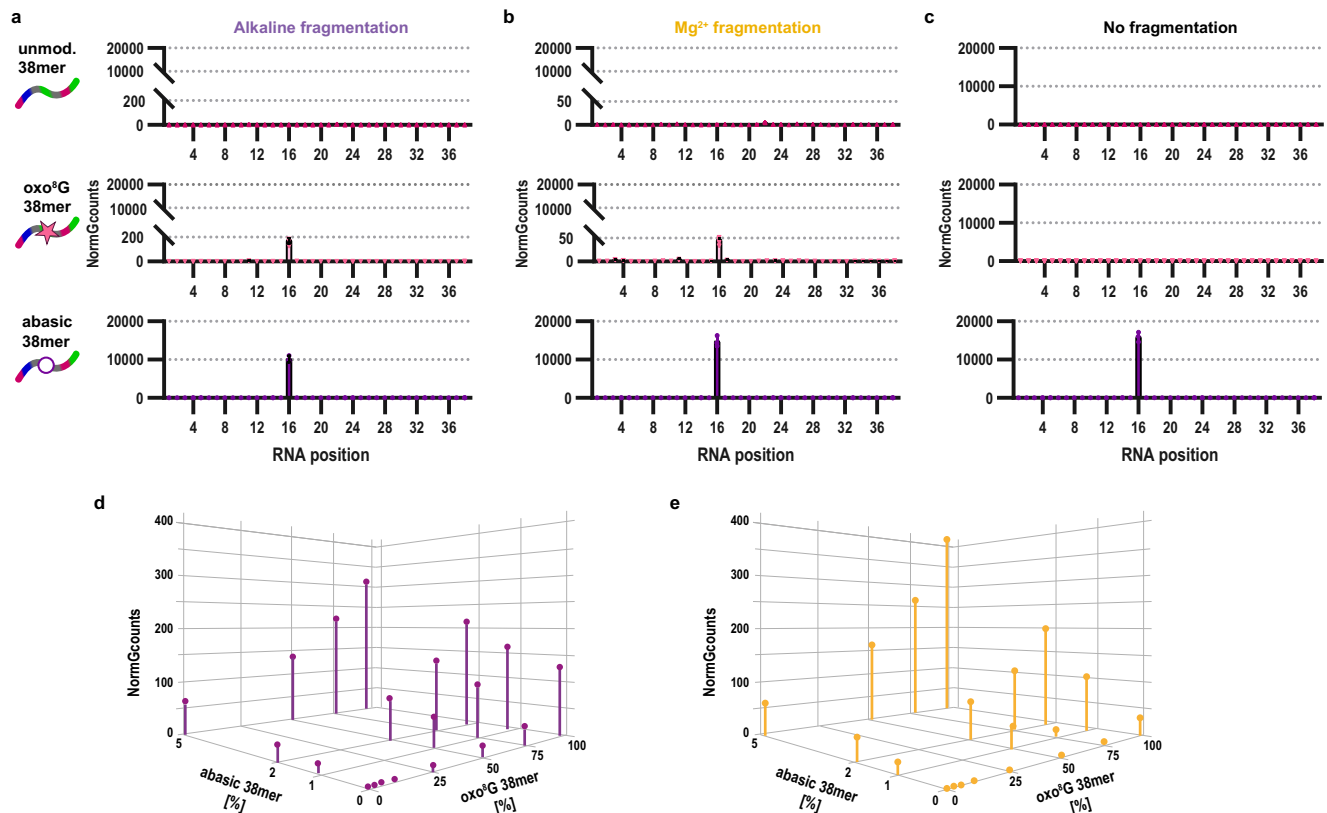 a
Alkaline fragmentation
b
Mg²⁺ fragmentation
c
No fragmentation
unmod.
38mer
20000
10000
200
0
4 8 12 16 20 24 28 32 36
20000
10000
50
0
4 8 12 16 20 24 28 32 36
20000
10000
0
4 8 12 16 20 24 28 32 36
oxo⁸G
38mer
NormGcounts
20000
10000
200
0
4 8 12 16 20 24 28 32 36
NormGcounts
20000
10000
50
0
4 8 12 16 20 24 28 32 36
NormGcounts
20000
10000
0
4 8 12 16 20 24 28 32 36
abasic
38mer
20000
10000
0
4 8 12 16 20 24 28 32 36
RNA position
20000
10000
0
4 8 12 16 20 24 28 32 36
RNA position
20000
10000
0
4 8 12 16 20 24 28 32 36
RNA position
d
NormGcounts
400
300
200
100
0
5
2
1
0
abasic 38mer
[%]
0
25
50
75
100
oxo⁸G 38mer
[%]
e
NormGcounts
400
300
200
100
0
5
2
1
0
abasic 38mer
[%]
0
25
50
75
100
oxo⁸G 38mer
[%]